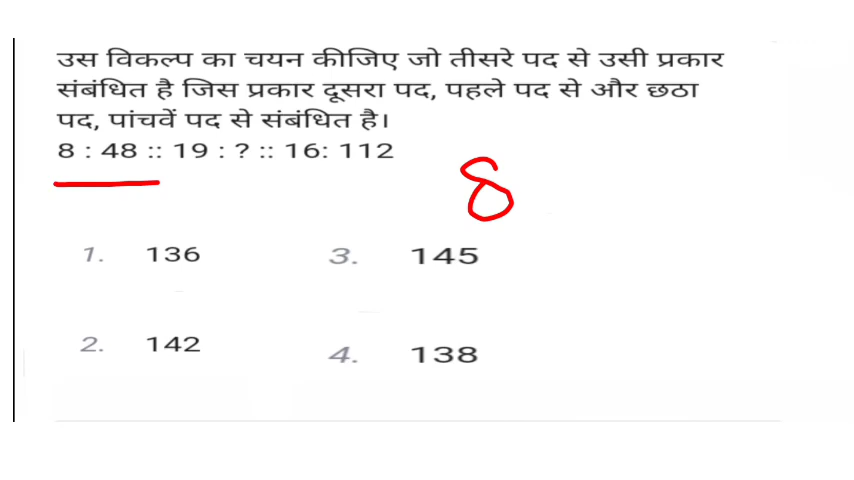 उस विकल्प का चयन कीजिए जो तीसरे पद से उसी प्रकार
संबंधित है जिस प्रकार दूसरा पद, पहले पद से और छठा
पद, पांचवें पद से संबंधित है।
8 : 48 :: 19 : ? :: 16: 112
8
1. 136
3. 145
2. 142
4. 138